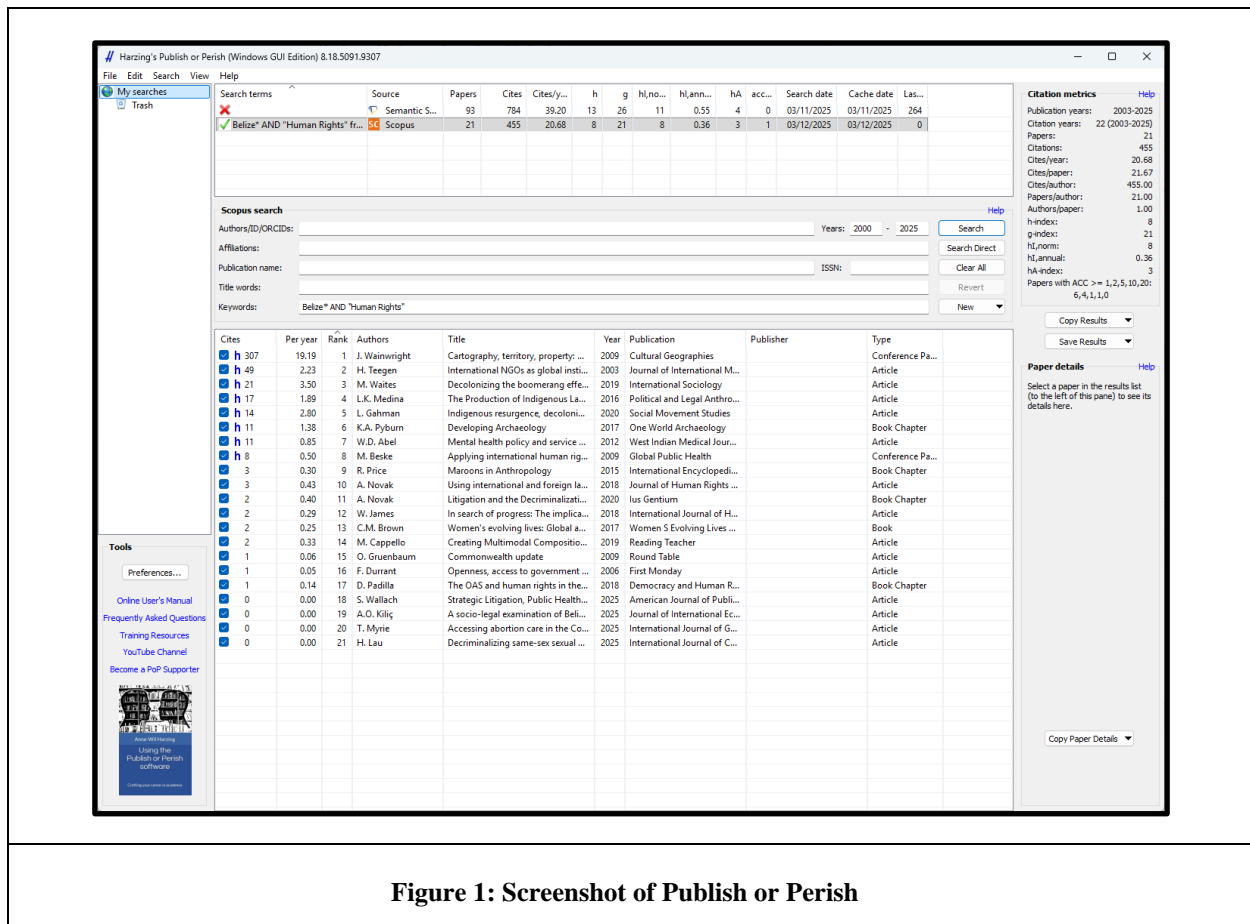 Harzing's Publish or Perish (Windows GUI Edition) 8.18.5091.9307
File Edit Search View Help
My searches
Trash
Search terms Source Papers Cites Cites/y... h g hI,no... hI,ann... hA acc... Search date Cache date Las...
Semantic S... 93 784 39.20 13 26 11 0.55 4 0 03/11/2025 03/11/2025 264
Belize* AND "Human Rights" fr... SC Scopus 21 455 20.68 8 21 8 0.36 3 1 03/12/2025 03/12/2025 0
Scopus search Help
Authors/ID/ORCIDs: Years: 2000 - 2025 Search
Affiliations: Search Direct
Publication name: ISSN: Clear All
Title words: Revert
Keywords: Belize* AND "Human Rights" New
Cites Per year Rank Authors Title Year Publication Publisher Type
h 307 19.19 1 J. Wainwright Cartography, territory, property: ... 2009 Cultural Geographies Conference Pa...
h 49 2.23 2 H. Teegen International NGOs as global insti... 2003 Journal of International M... Article
h 21 3.50 3 M. Waites Decolonizing the boomerang effe... 2019 International Sociology Article
h 17 1.89 4 L.K. Medina The Production of Indigenous La... 2016 Political and Legal Anthro... Article
h 14 2.80 5 L. Gahman Indigenous resurgence, decoloni... 2020 Social Movement Studies Article
h 11 1.38 6 K.A. Pyburn Developing Archaeology 2017 One World Archaeology Book Chapter
h 11 0.85 7 W.D. Abel Mental health policy and service ... 2012 West Indian Medical Jour... Article
h 8 0.50 8 M. Beske Applying international human rig... 2009 Global Public Health Conference Pa...
3 0.30 9 R. Price Maroons in Anthropology 2015 International Encyclopedi... Book Chapter
3 0.43 10 A. Novak Using international and foreign la... 2018 Journal of Human Rights ... Article
2 0.40 11 A. Novak Litigation and the Decriminalizati... 2020 Ius Gentium Book Chapter
2 0.29 12 W. James In search of progress: The implica... 2018 International Journal of H... Article
2 0.25 13 C.M. Brown Women's evolving lives: Global a... 2017 Women S Evolving Lives ... Book
2 0.33 14 M. Cappello Creating Multimodal Compositio... 2019 Reading Teacher Article
1 0.06 15 O. Gruenbaum Commonwealth update 2009 Round Table Article
1 0.05 16 F. Durrant Openness, access to government ... 2006 First Monday Article
1 0.14 17 D. Padilla The OAS and human rights in the... 2018 Democracy and Human R... Book Chapter
0 0.00 18 S. Wallach Strategic Litigation, Public Health... 2025 American Journal of Publi... Article
0 0.00 19 A.O. Kiliç A socio-legal examination of Beli... 2025 Journal of International Ec... Article
0 0.00 20 T. Myrie Accessing abortion care in the Co... 2025 International Journal of G... Article
0 0.00 21 H. Lau Decriminalizing same-sex sexual ... 2025 International Journal of C... Article
Tools
Preferences...
Online User's Manual
Frequently Asked Questions
Training Resources
YouTube Channel
Become a PoP Supporter
Anne-Wil Harzing
Using the
Publish or Perish
software
Crafting your career in academia
Citation metrics Help
Publication years: 2003-2025
Citation years: 22 (2003-2025)
Papers: 21
Citations: 455
Cites/year: 20.68
Cites/paper: 21.67
Cites/author: 455.00
Papers/author: 21.00
Authors/paper: 1.00
h-index: 8
g-index: 21
hI,norm: 8
hI,annual: 0.36
hA-index: 3
Papers with ACC >= 1,2,5,10,20:
6,4,1,1,0
Copy Results
Save Results
Paper details Help
Select a paper in the results list
(to the left of this pane) to see its
details here.
Copy Paper Details
Figure 1: Screenshot of Publish or Perish